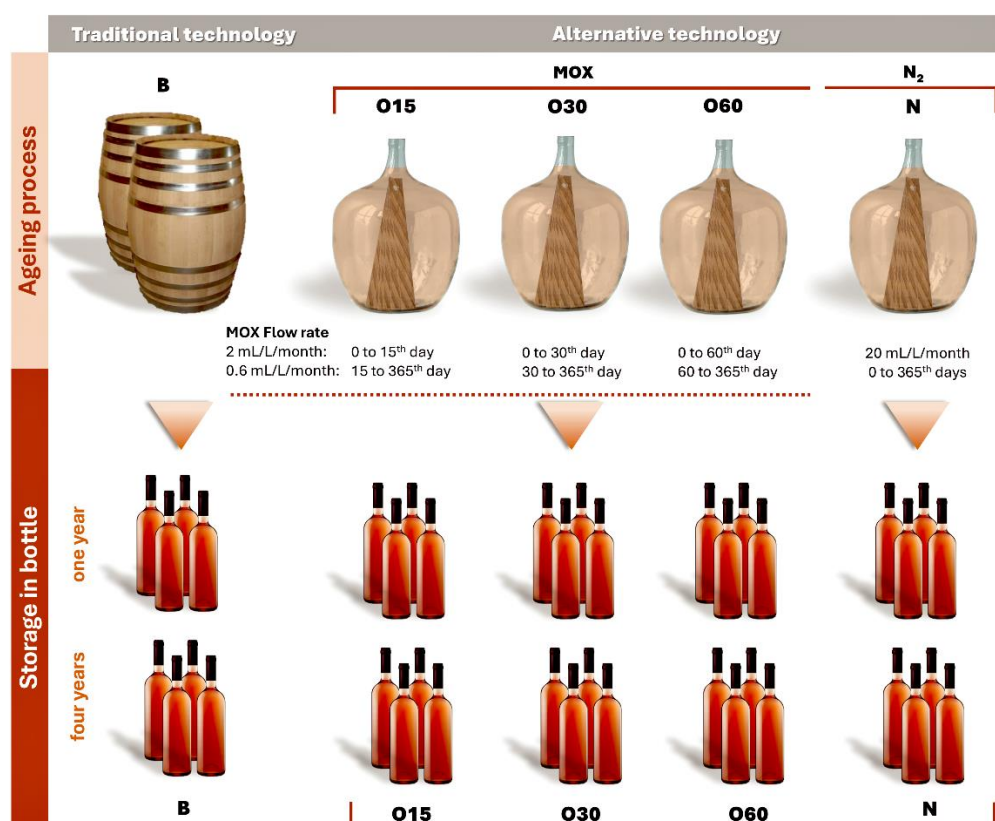 Traditional technology
Alternative technology
Ageing process
B
MOX
N₂
O15
O30
O60
N
MOX Flow rate
2 mL/L/month: 0 to 15th day 0 to 30th day 0 to 60th day 20 mL/L/month
0.6 mL/L/month: 15 to 365th day 30 to 365th day 60 to 365th day 0 to 365th days
Storage in bottle
one year
four years
B
O15
O30
O60
N